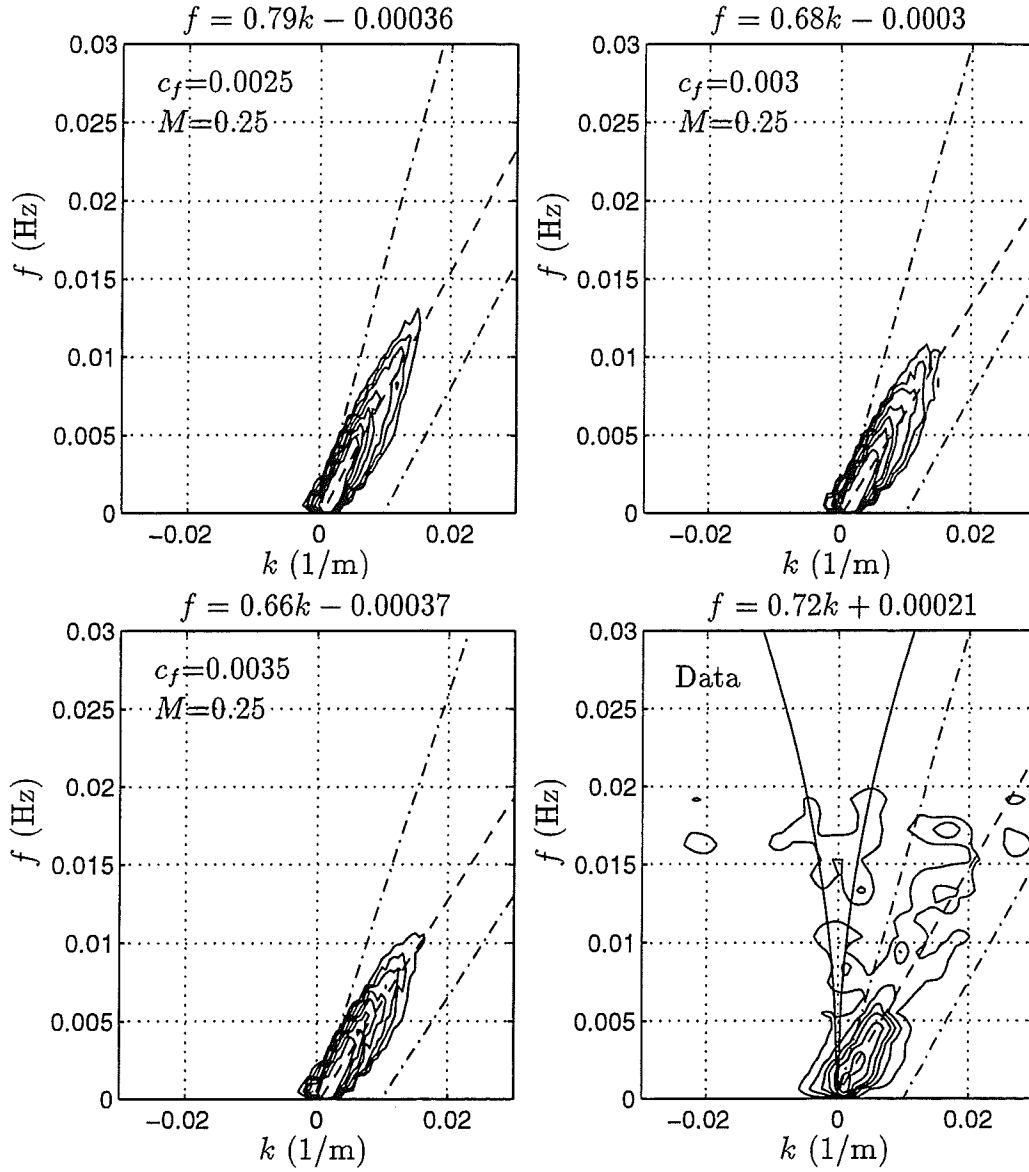 f = 0.79k − 0.00036
c_f=0.0025
M=0.25
0.03
0.025
0.02
0.015
0.01
0.005
0
f (Hz)
−0.02 0 0.02
k (1/m)
f = 0.68k − 0.0003
c_f=0.003
M=0.25
0.03
0.025
0.02
0.015
0.01
0.005
0
f (Hz)
−0.02 0 0.02
k (1/m)
f = 0.66k − 0.00037
c_f=0.0035
M=0.25
0.03
0.025
0.02
0.015
0.01
0.005
0
f (Hz)
−0.02 0 0.02
k (1/m)
f = 0.72k + 0.00021
Data
0.03
0.025
0.02
0.015
0.01
0.005
0
f (Hz)
−0.02 0 0.02
k (1/m)